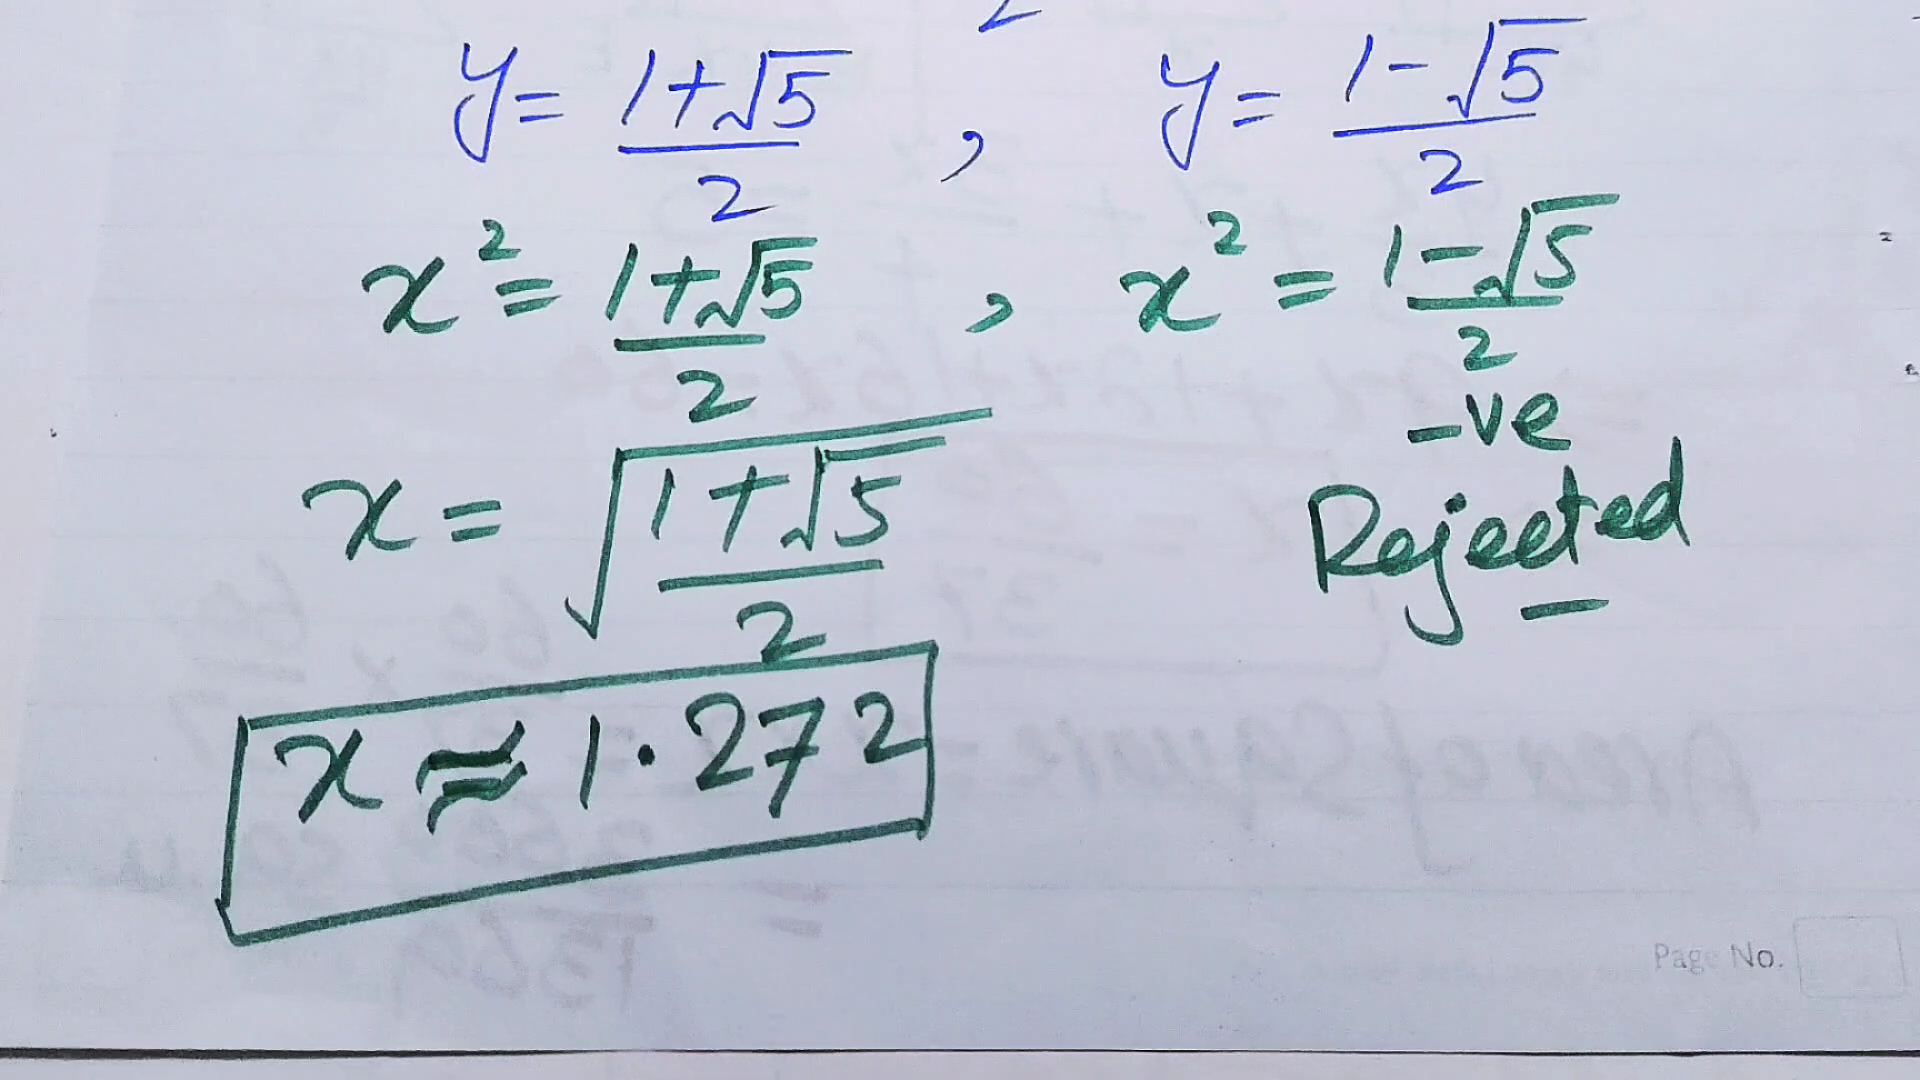 y = (1+√5)/2 , y = (1-√5)/2
x² = (1+√5)/2 , x² = (1-√5)/2
-ve
x = √((1+√5)/2)
Rejected
x ≈ 1.272
Page No.